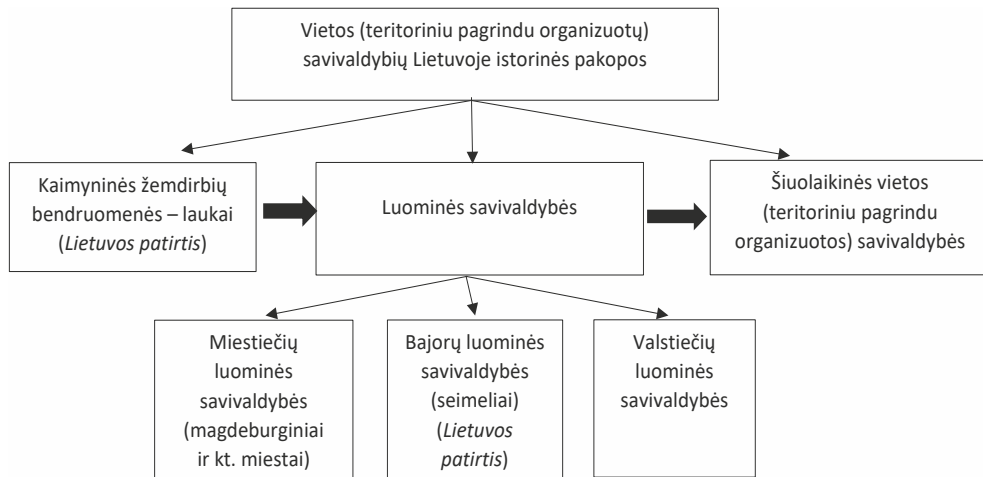 Vietos (teritoriniu pagrindu organizuotų)
savivaldybių Lietuvoje istorinės pakopos
Kaimyninės žemdirbių
bendruomenės – laukai
(Lietuvos patirtis)
Luominės savivaldybės
Šiuolaikinės vietos
(teritoriniu pagrindu
organizuotos) savivaldybės
Miestiečių
luominės
savivaldybės
(magdeburginiai
ir kt. miestai)
Bajorų luominės
savivaldybės
(seimeliai)
(Lietuvos
patirtis)
Valstiečių
luominės
savivaldybės